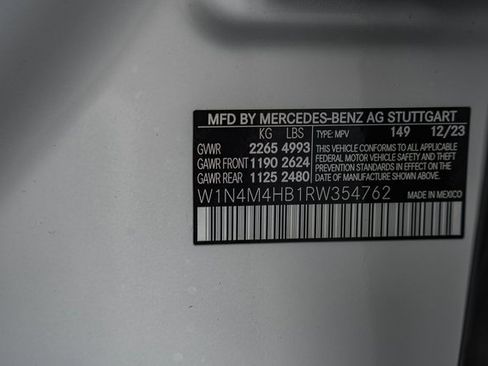 MFD BY MERCEDES-BENZ AG STUTTGART
KG LBS TYPE: MPV 149 12/23
GVWR 2265 4993
GAWR FRONT 1190 2624
GAWR REAR 1125 2480
THIS VEHICLE CONFORMS TO ALL APPLICABLE
FEDERAL MOTOR VEHICLE SAFETY AND THEFT
PREVENTION STANDARDS IN EFFECT ON THE
DATE OF MANUFACTURE SHOWN ABOVE.
W1N4M4HB1RW354762 MADE IN MEXICO